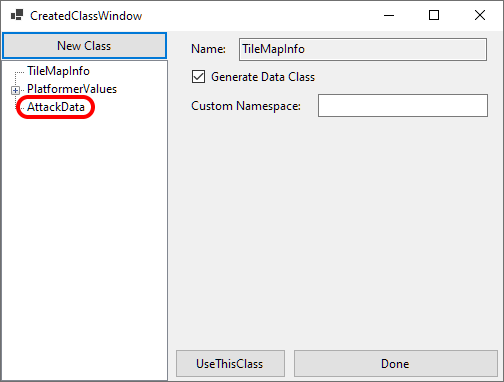 CreatedClassWindow
New Class
TileMapInfo
PlatformerValues
AttackData
Name: TileMapInfo
Generate Data Class
Custom Namespace:
UseThisClass
Done